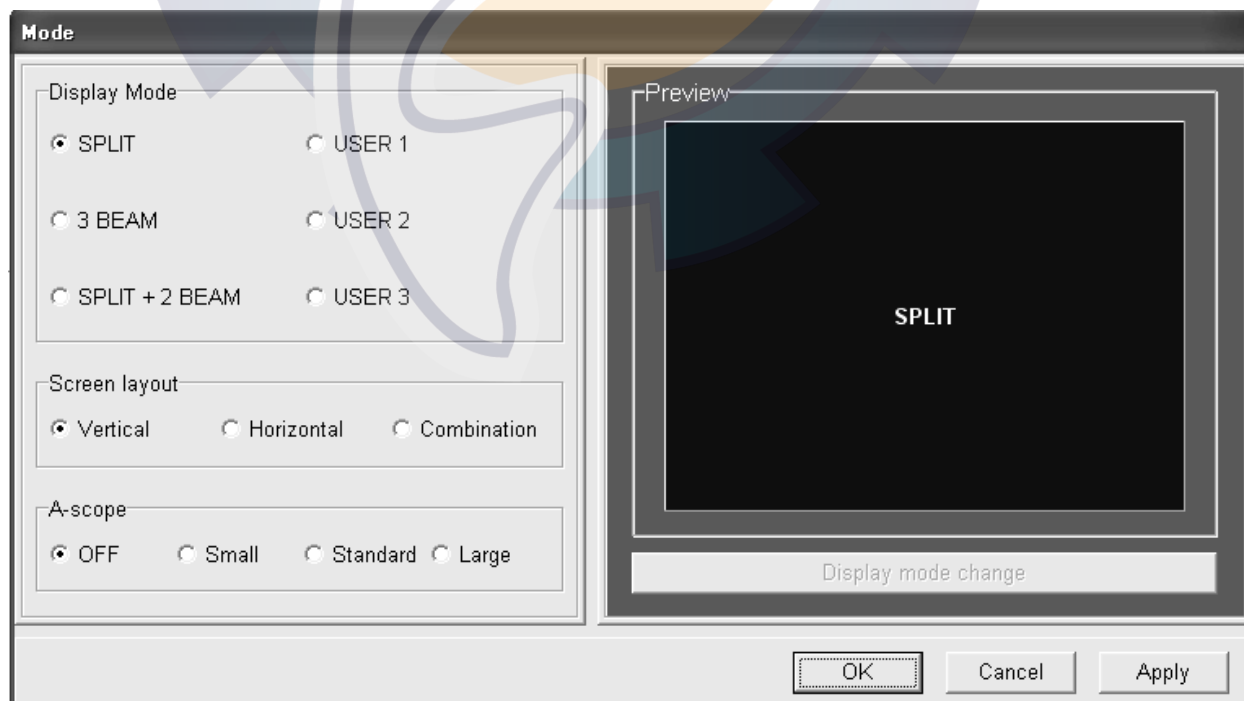 Mode
Display Mode
SPLIT USER 1
3 BEAM USER 2
SPLIT + 2 BEAM USER 3
Screen layout
Vertical Horizontal Combination
A-scope
OFF Small Standard Large
Preview
SPLIT
Display mode change
OK Cancel Apply